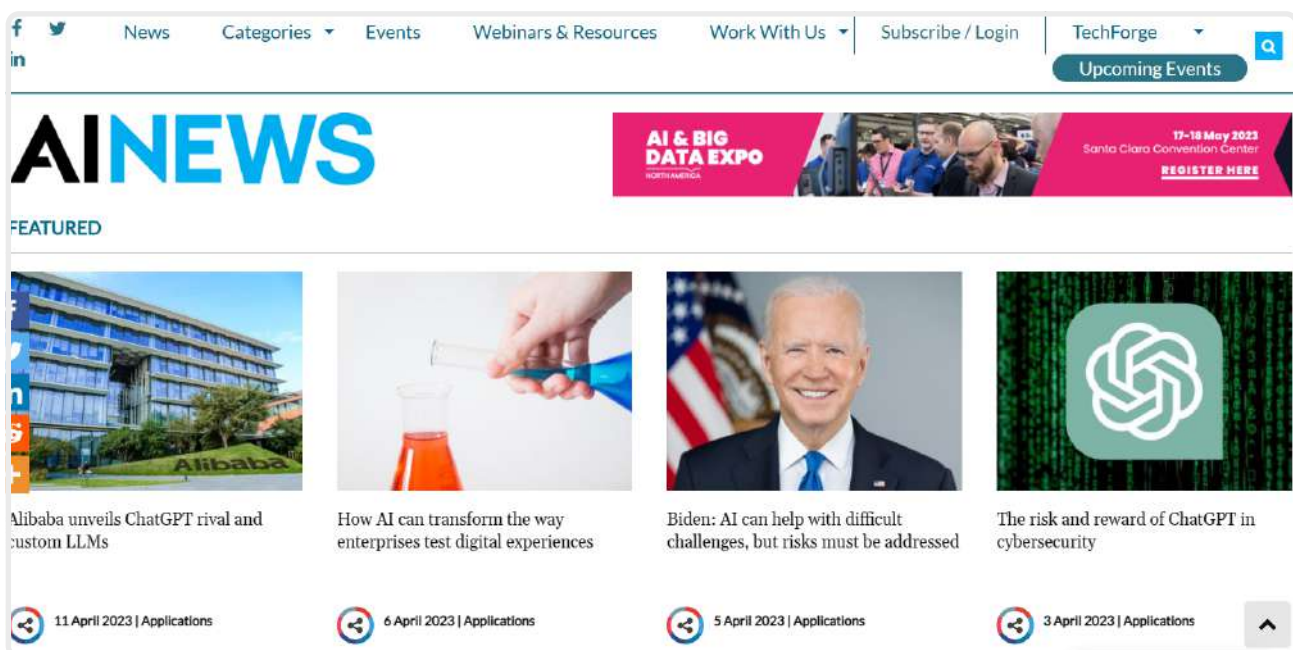 News Categories Events Webinars & Resources Work With Us Subscribe / Login TechForge
Upcoming Events
AINEWS
AI & BIG
DATA EXPO
NORTH AMERICA
17-18 May 2023
Santa Clara Convention Center
REGISTER HERE
FEATURED
Alibaba
Alibaba unveils ChatGPT rival and
custom LLMs
11 April 2023 | Applications
How AI can transform the way
enterprises test digital experiences
6 April 2023 | Applications
Biden: AI can help with difficult
challenges, but risks must be addressed
5 April 2023 | Applications
The risk and reward of ChatGPT in
cybersecurity
3 April 2023 | Applications